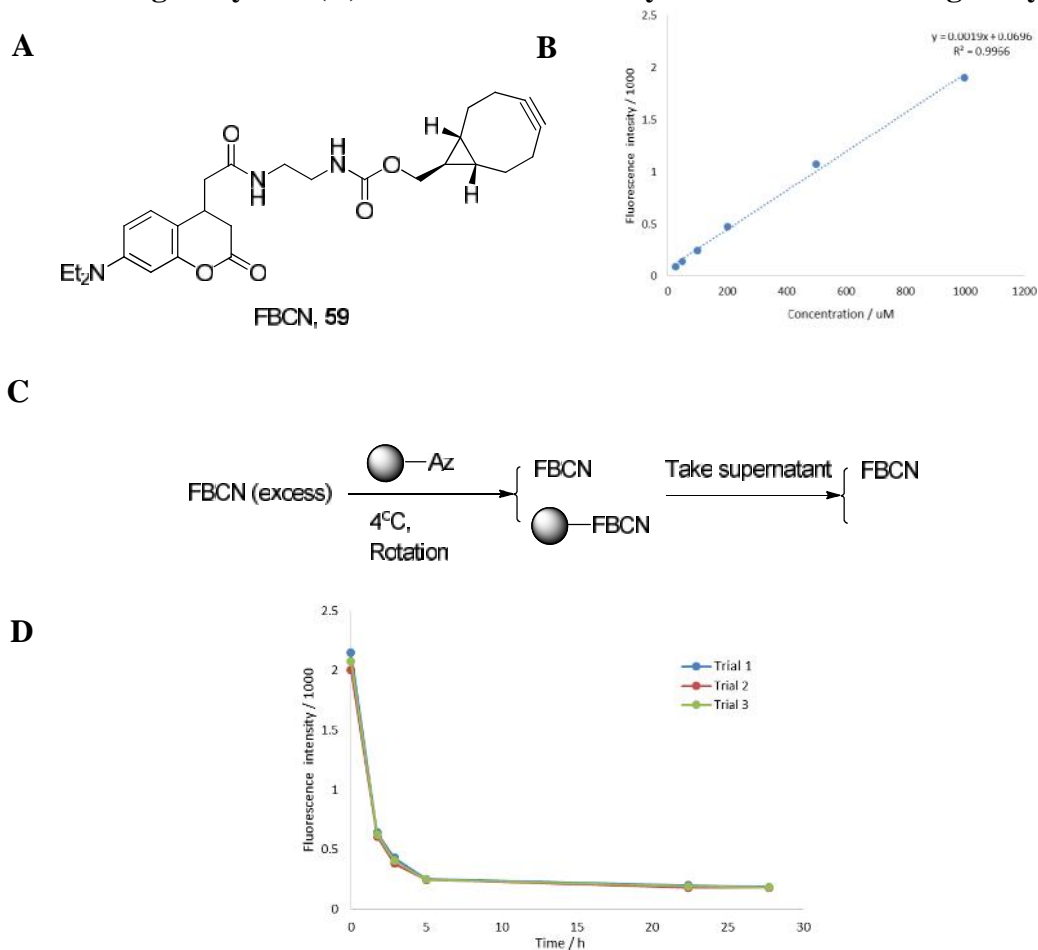 A
O
N
H
H
N
O
O
H
H
Et₂N
O
O
FBCN, 59
B
y = 0.0019x + 0.0696
R² = 0.9966
Fluorescence intesity / 1000
2.5
2
1.5
1
0.5
0
0 200 400 600 800 1000 1200
Concentration / uM
C
FBCN (excess)
Az
4°C,
Rotation
FBCN
FBCN
Take supernatant
FBCN
D
Fluorescence intensity / 1000
2.5
2
1.5
1
0.5
0
0 5 10 15 20 25 30
Time / h
Trial 1
Trial 2
Trial 3